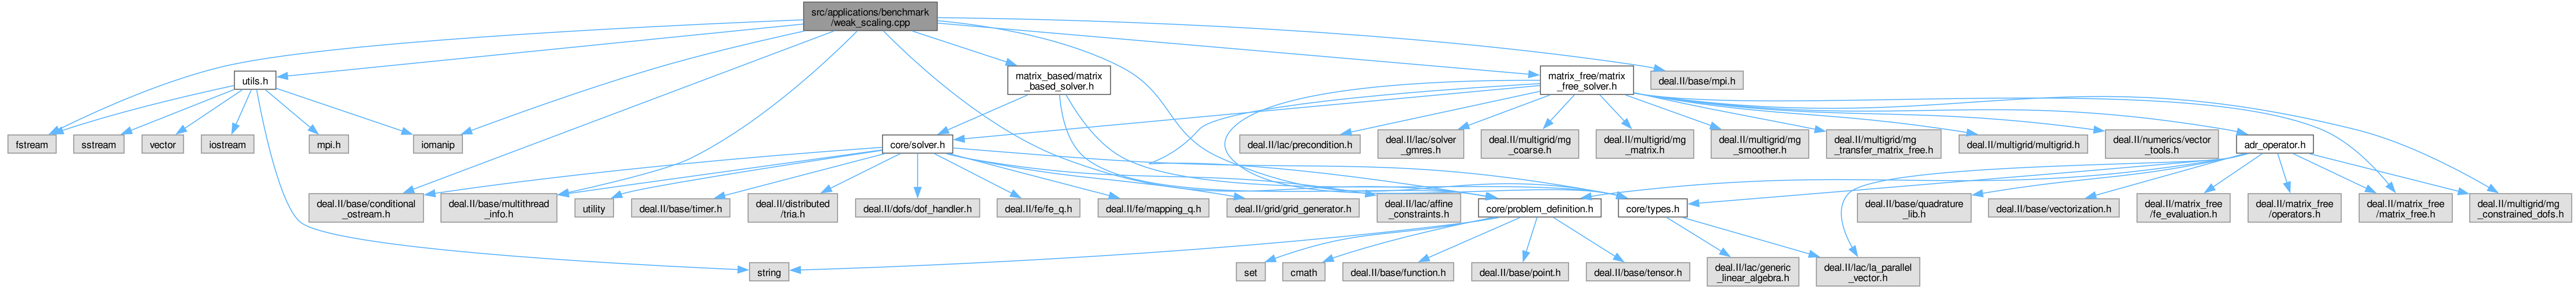 src/applications/benchmark
/weak_scaling.cpp
utils.h
matrix_based/matrix
_based_solver.h
matrix_free/matrix
_free_solver.h
deal.II/base/mpi.h
fstream
sstream
vector
iostream
mpi.h
iomanip
core/solver.h
deal.II/lac/precondition.h
deal.II/lac/solver
_gmres.h
deal.II/multigrid/mg
_coarse.h
deal.II/multigrid/mg
_matrix.h
deal.II/multigrid/mg
_smoother.h
deal.II/multigrid/mg
_transfer_matrix_free.h
deal.II/multigrid/multigrid.h
deal.II/numerics/vector
_tools.h
adr_operator.h
deal.II/base/conditional
_ostream.h
deal.II/base/multithread
_info.h
utility
deal.II/base/timer.h
deal.II/distributed
/tria.h
deal.II/dofs/dof_handler.h
deal.II/fe/fe_q.h
deal.II/fe/mapping_q.h
deal.II/grid/grid_generator.h
deal.II/lac/affine
_constraints.h
core/problem_definition.h
core/types.h
deal.II/base/quadrature
_lib.h
deal.II/base/vectorization.h
deal.II/matrix_free
/fe_evaluation.h
deal.II/matrix_free
/operators.h
deal.II/matrix_free
/matrix_free.h
deal.II/multigrid/mg
_constrained_dofs.h
string
set
cmath
deal.II/base/function.h
deal.II/base/point.h
deal.II/base/tensor.h
deal.II/lac/generic
_linear_algebra.h
deal.II/lac/la_parallel
_vector.h